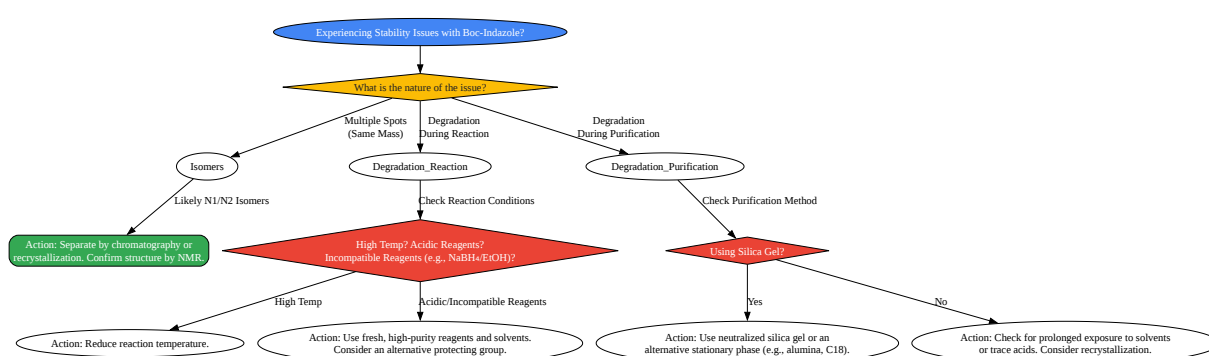 Experiencing Stability Issues with Boc-Indazole?
What is the nature of the issue?
Multiple Spots
(Same Mass)
Degradation
During Reaction
Degradation
During Purification
Isomers
Degradation_Reaction
Degradation_Purification
Likely N1/N2 Isomers
Check Reaction Conditions
Check Purification Method
Action: Separate by chromatography or
recrystallization. Confirm structure by NMR.
High Temp? Acidic Reagents?
Incompatible Reagents (e.g., NaBH₄/EtOH)?
Using Silica Gel?
High Temp
Acidic/Incompatible Reagents
Yes
No
Action: Reduce reaction temperature.
Action: Use fresh, high-purity reagents and solvents.
Consider an alternative protecting group.
Action: Use neutralized silica gel or an
alternative stationary phase (e.g., alumina, C18).
Action: Check for prolonged exposure to solvents
or trace acids. Consider recrystallization.